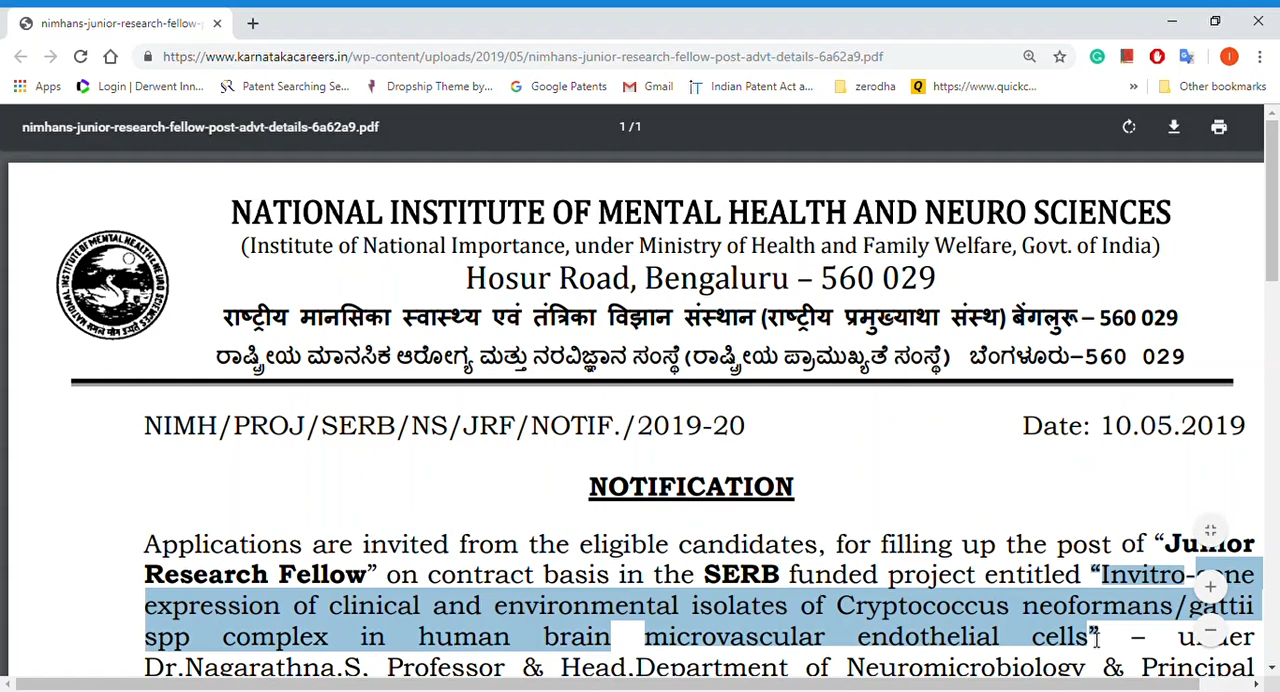 nimhans-junior-research-fellow-p
https://www.karnatakacareers.in/wp-content/uploads/2019/05/nimhans-junior-research-fellow-post-advt-details-6a62a9.pdf
Apps Login | Derwent Inn... Patent Searching Se... Dropship Theme by... Google Patents Gmail Indian Patent Act a... zerodha https://www.quickc... » Other bookmarks
nimhans-junior-research-fellow-post-advt-details-6a62a9.pdf 1 / 1
NATIONAL INSTITUTE OF MENTAL HEALTH AND NEURO SCIENCES
(Institute of National Importance, under Ministry of Health and Family Welfare, Govt. of India)
Hosur Road, Bengaluru – 560 029
राष्ट्रीय मानसिक स्वास्थ्य एवं तंत्रिका विज्ञान संस्थान (राष्ट्रीय प्रमुख्याथा संस्थ) बेंगलुरू – 560 029
ರಾಷ್ಟ್ರೀಯ ಮಾನಸಿಕ ಆರೋಗ್ಯ ಮತ್ತು ನರವಿಜ್ಞಾನ ಸಂಸ್ಥೆ (ರಾಷ್ಟ್ರೀಯ ಪ್ರಾಮುಖ್ಯತೆ ಸಂಸ್ಥೆ) ಬೆಂಗಳೂರು–560 029
NIMH/PROJ/SERB/NS/JRF/NOTIF./2019-20 Date: 10.05.2019
NOTIFICATION
Applications are invited from the eligible candidates, for filling up the post of “Junior
Research Fellow” on contract basis in the SERB funded project entitled “Invitro-
expression of clinical and environmental isolates of Cryptococcus neoformans/gattii
spp complex in human brain microvascular endothelial cells” – under
Dr.Nagarathna.S, Professor & Head,Department of Neuromicrobiology & Principal